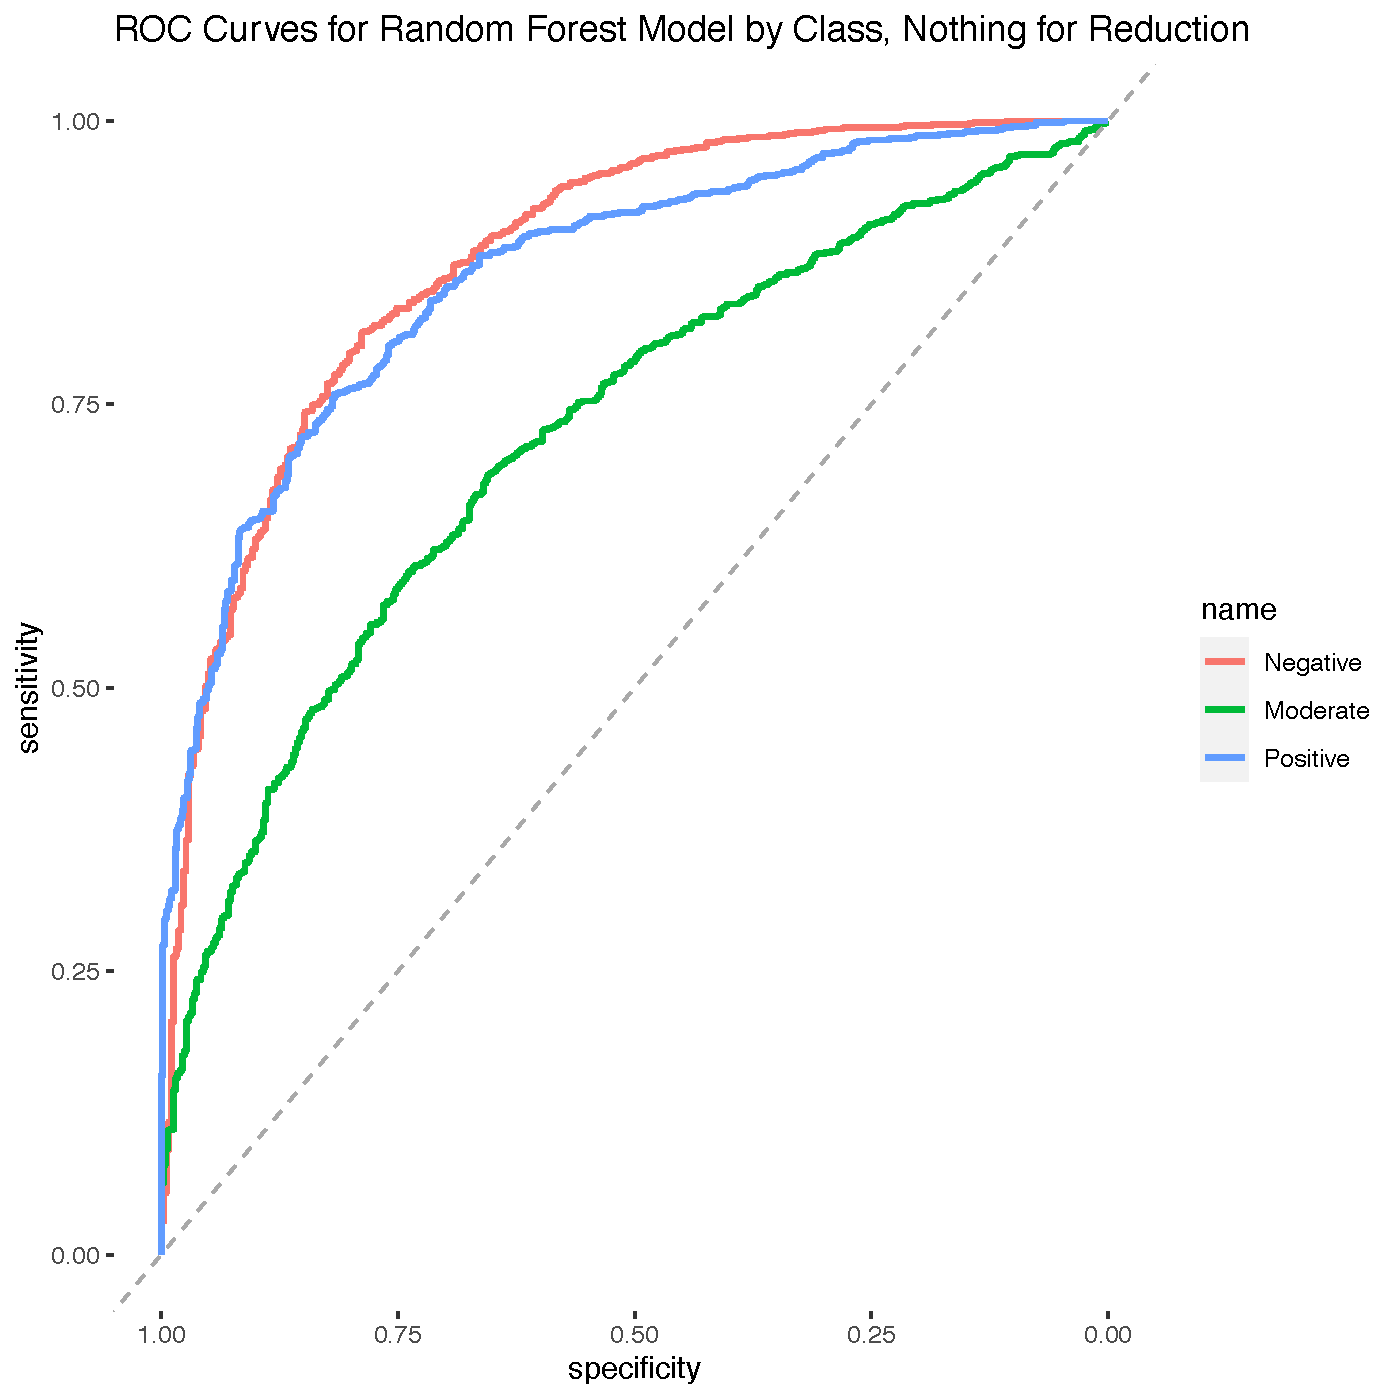 ROC Curves for Random Forest Model by Class, Nothing for Reduction
1.00
0.75
0.50
0.25
0.00
sensitivity
1.00 0.75 0.50 0.25 0.00
specificity
name
Negative
Moderate
Positive